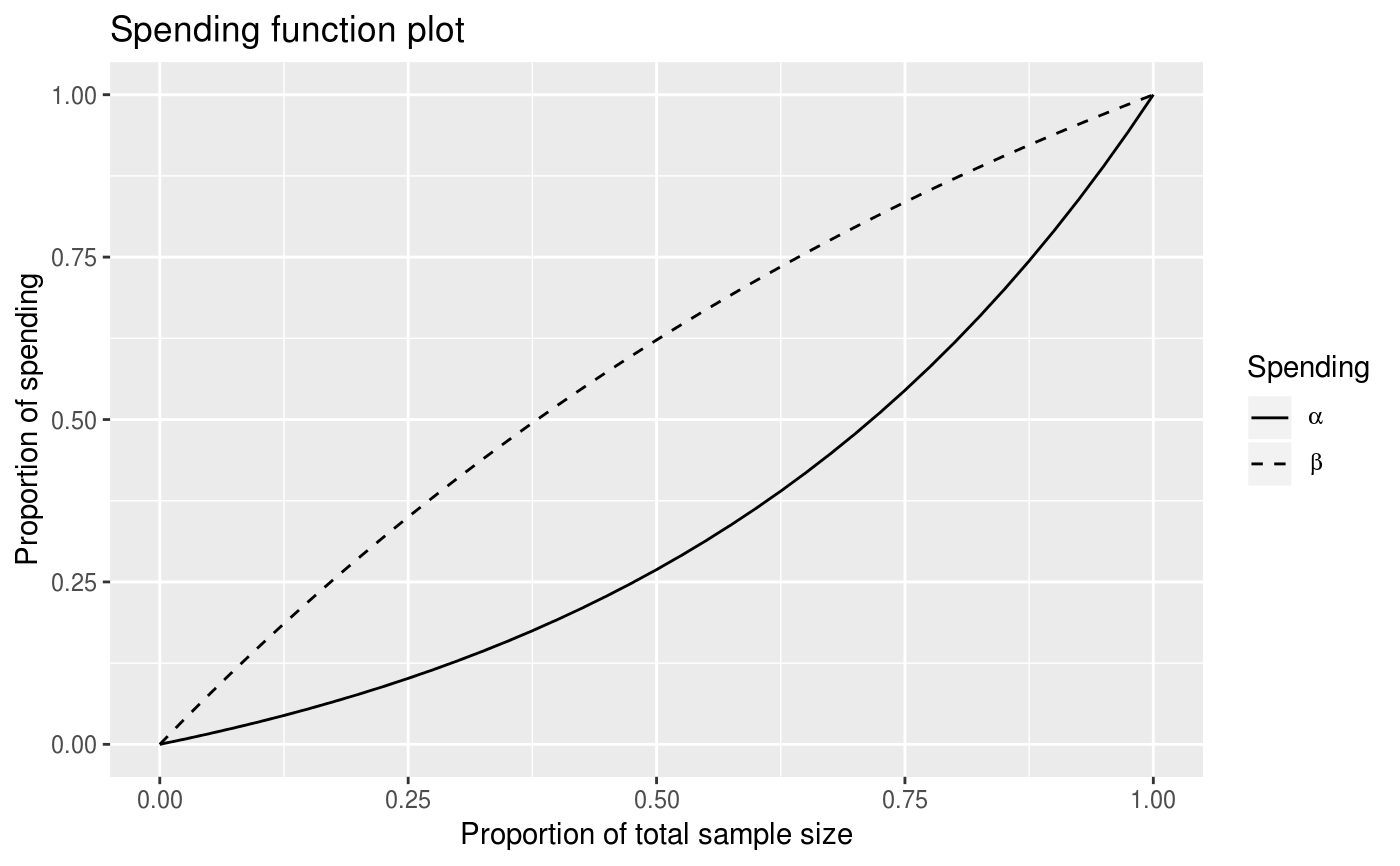 Spending function plot
1.00
0.75
0.50
0.25
0.00
Proportion of spending
0.00 0.25 0.50 0.75 1.00
Proportion of total sample size
Spending
α
β